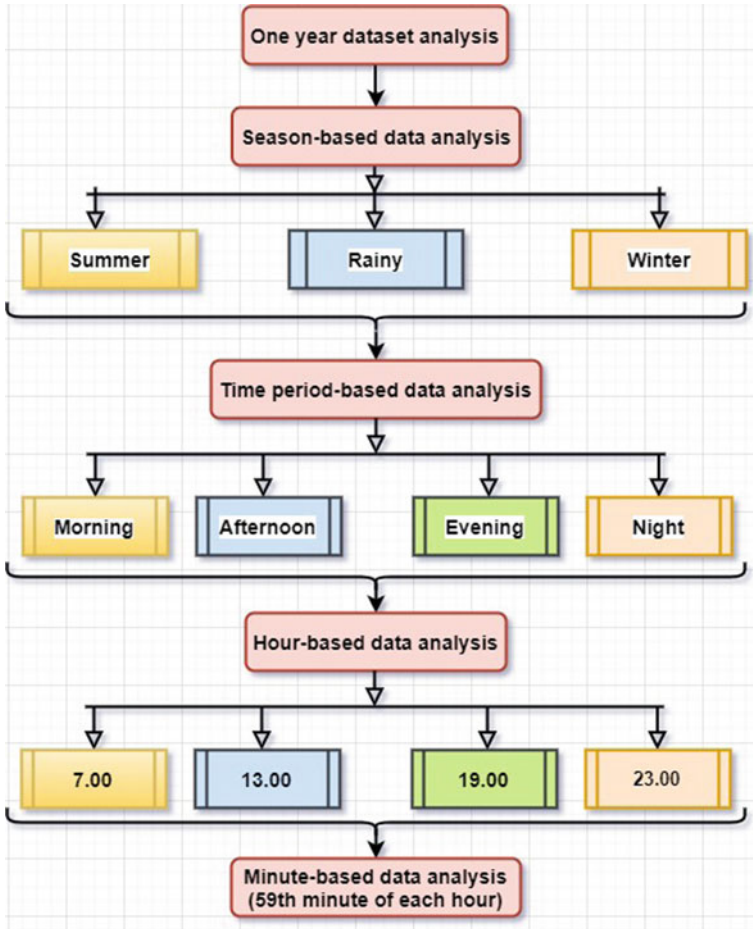 One year dataset analysis
Season-based data analysis
Summer
Rainy
Winter
Time period-based data analysis
Morning
Afternoon
Evening
Night
Hour-based data analysis
7.00
13.00
19.00
23.00
Minute-based data analysis
(59th minute of each hour)